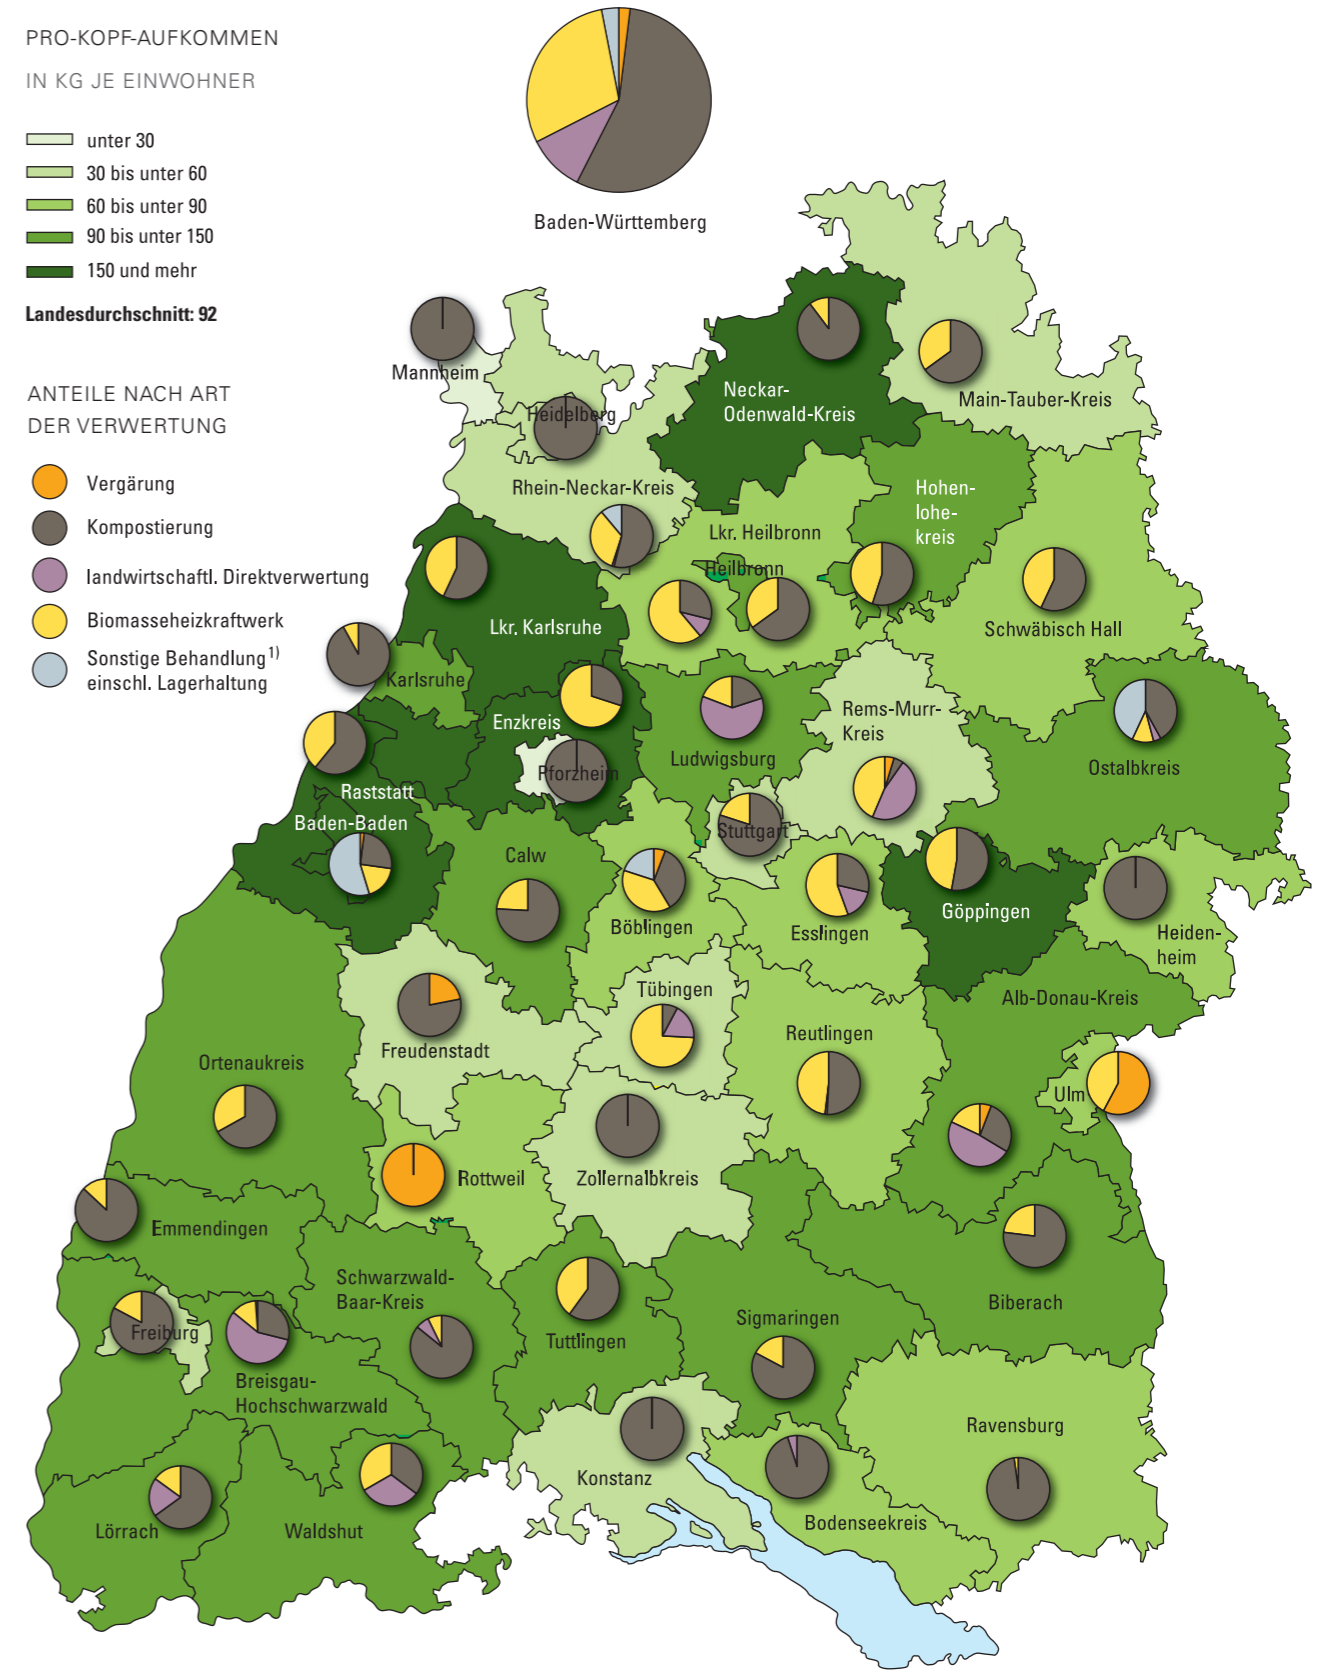 PRO-KOPF-AUFKOMMEN
IN KG JE EINWOHNER
unter 30
30 bis unter 60
60 bis unter 90
90 bis unter 150
150 und mehr
Landesdurchschnitt: 92
ANTEILE NACH ART
DER VERWERTUNG
Vergärung
Kompostierung
landwirtschaftl. Direktverwertung
Biomasseheizkraftwerk
Sonstige Behandlung1)
einschl. Lagerhaltung
Baden-Württemberg
Mannheim
Heidelberg
Neckar-
Odenwald-Kreis
Main-Tauber-Kreis
Rhein-Neckar-Kreis
Hohen-
lohe-
kreis
Lkr. Heilbronn
Heilbronn
Lkr. Karlsruhe
Schwäbisch Hall
Karlsruhe
Enzkreis
Pforzheim
Ludwigsburg
Rems-Murr-
Kreis
Ostalbkreis
Raststatt
Baden-Baden
Stuttgart
Calw
Böblingen
Esslingen
Göppingen
Heiden-
heim
Tübingen
Alb-Donau-Kreis
Freudenstadt
Reutlingen
Ortenaukreis
Ulm
Rottweil
Zollernalbkreis
Emmendingen
Schwarzwald-
Baar-Kreis
Biberach
Sigmaringen
Freiburg
Tuttlingen
Breisgau-
Hochschwarzwald
Ravensburg
Konstanz
Bodenseekreis
Lörrach
Waldshut